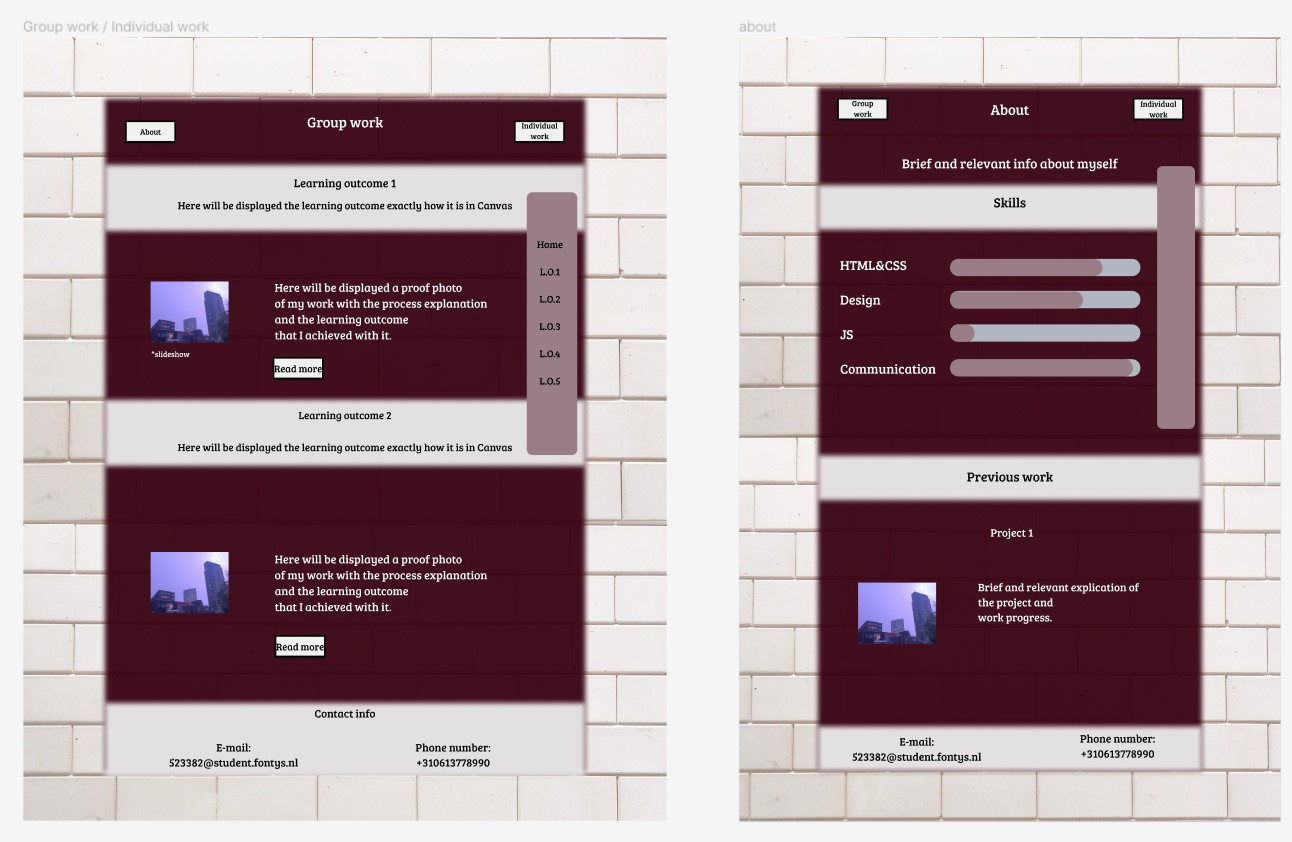 Group work / Individual work
About
Group work
Individual
work
Learning outcome 1
Here will be displayed the learning outcome exactly how it is in Canvas
Home
L.O.1
L.O.2
L.O.3
L.O.4
L.O.5
Here will be displayed a proof photo
of my work with the process explanation
and the learning outcome
that I achieved with it.
*slideshow
Read more
Learning outcome 2
Here will be displayed the learning outcome exactly how it is in Canvas
Here will be displayed a proof photo
of my work with the process explanation
and the learning outcome
that I achieved with it.
Read more
Contact info
E-mail:
523382@student.fontys.nl
Phone number:
+310613778990
about
Group
work
About
Individual
work
Brief and relevant info about myself
Skills
HTML&CSS
Design
JS
Communication
Previous work
Project 1
Brief and relevant explication of
the project and
work progress.
E-mail:
523382@student.fontys.nl
Phone number:
+310613778990